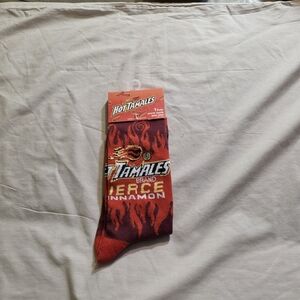 HOT TAMALES
TAMALES
BRAND
IERCE
INNAMON